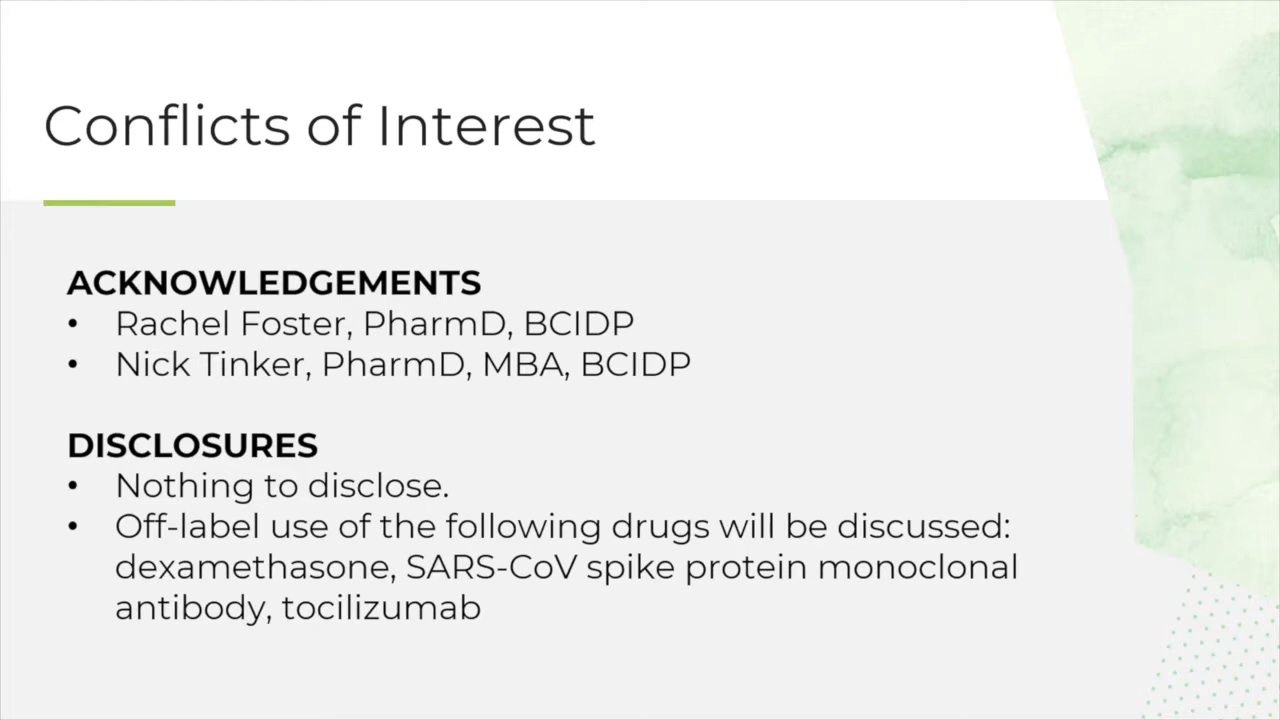 Conflicts of Interest
ACKNOWLEDGEMENTS
• Rachel Foster, PharmD, BCIDP
• Nick Tinker, PharmD, MBA, BCIDP
DISCLOSURES
• Nothing to disclose.
• Off-label use of the following drugs will be discussed:
dexamethasone, SARS-CoV spike protein monoclonal
antibody, tocilizumab